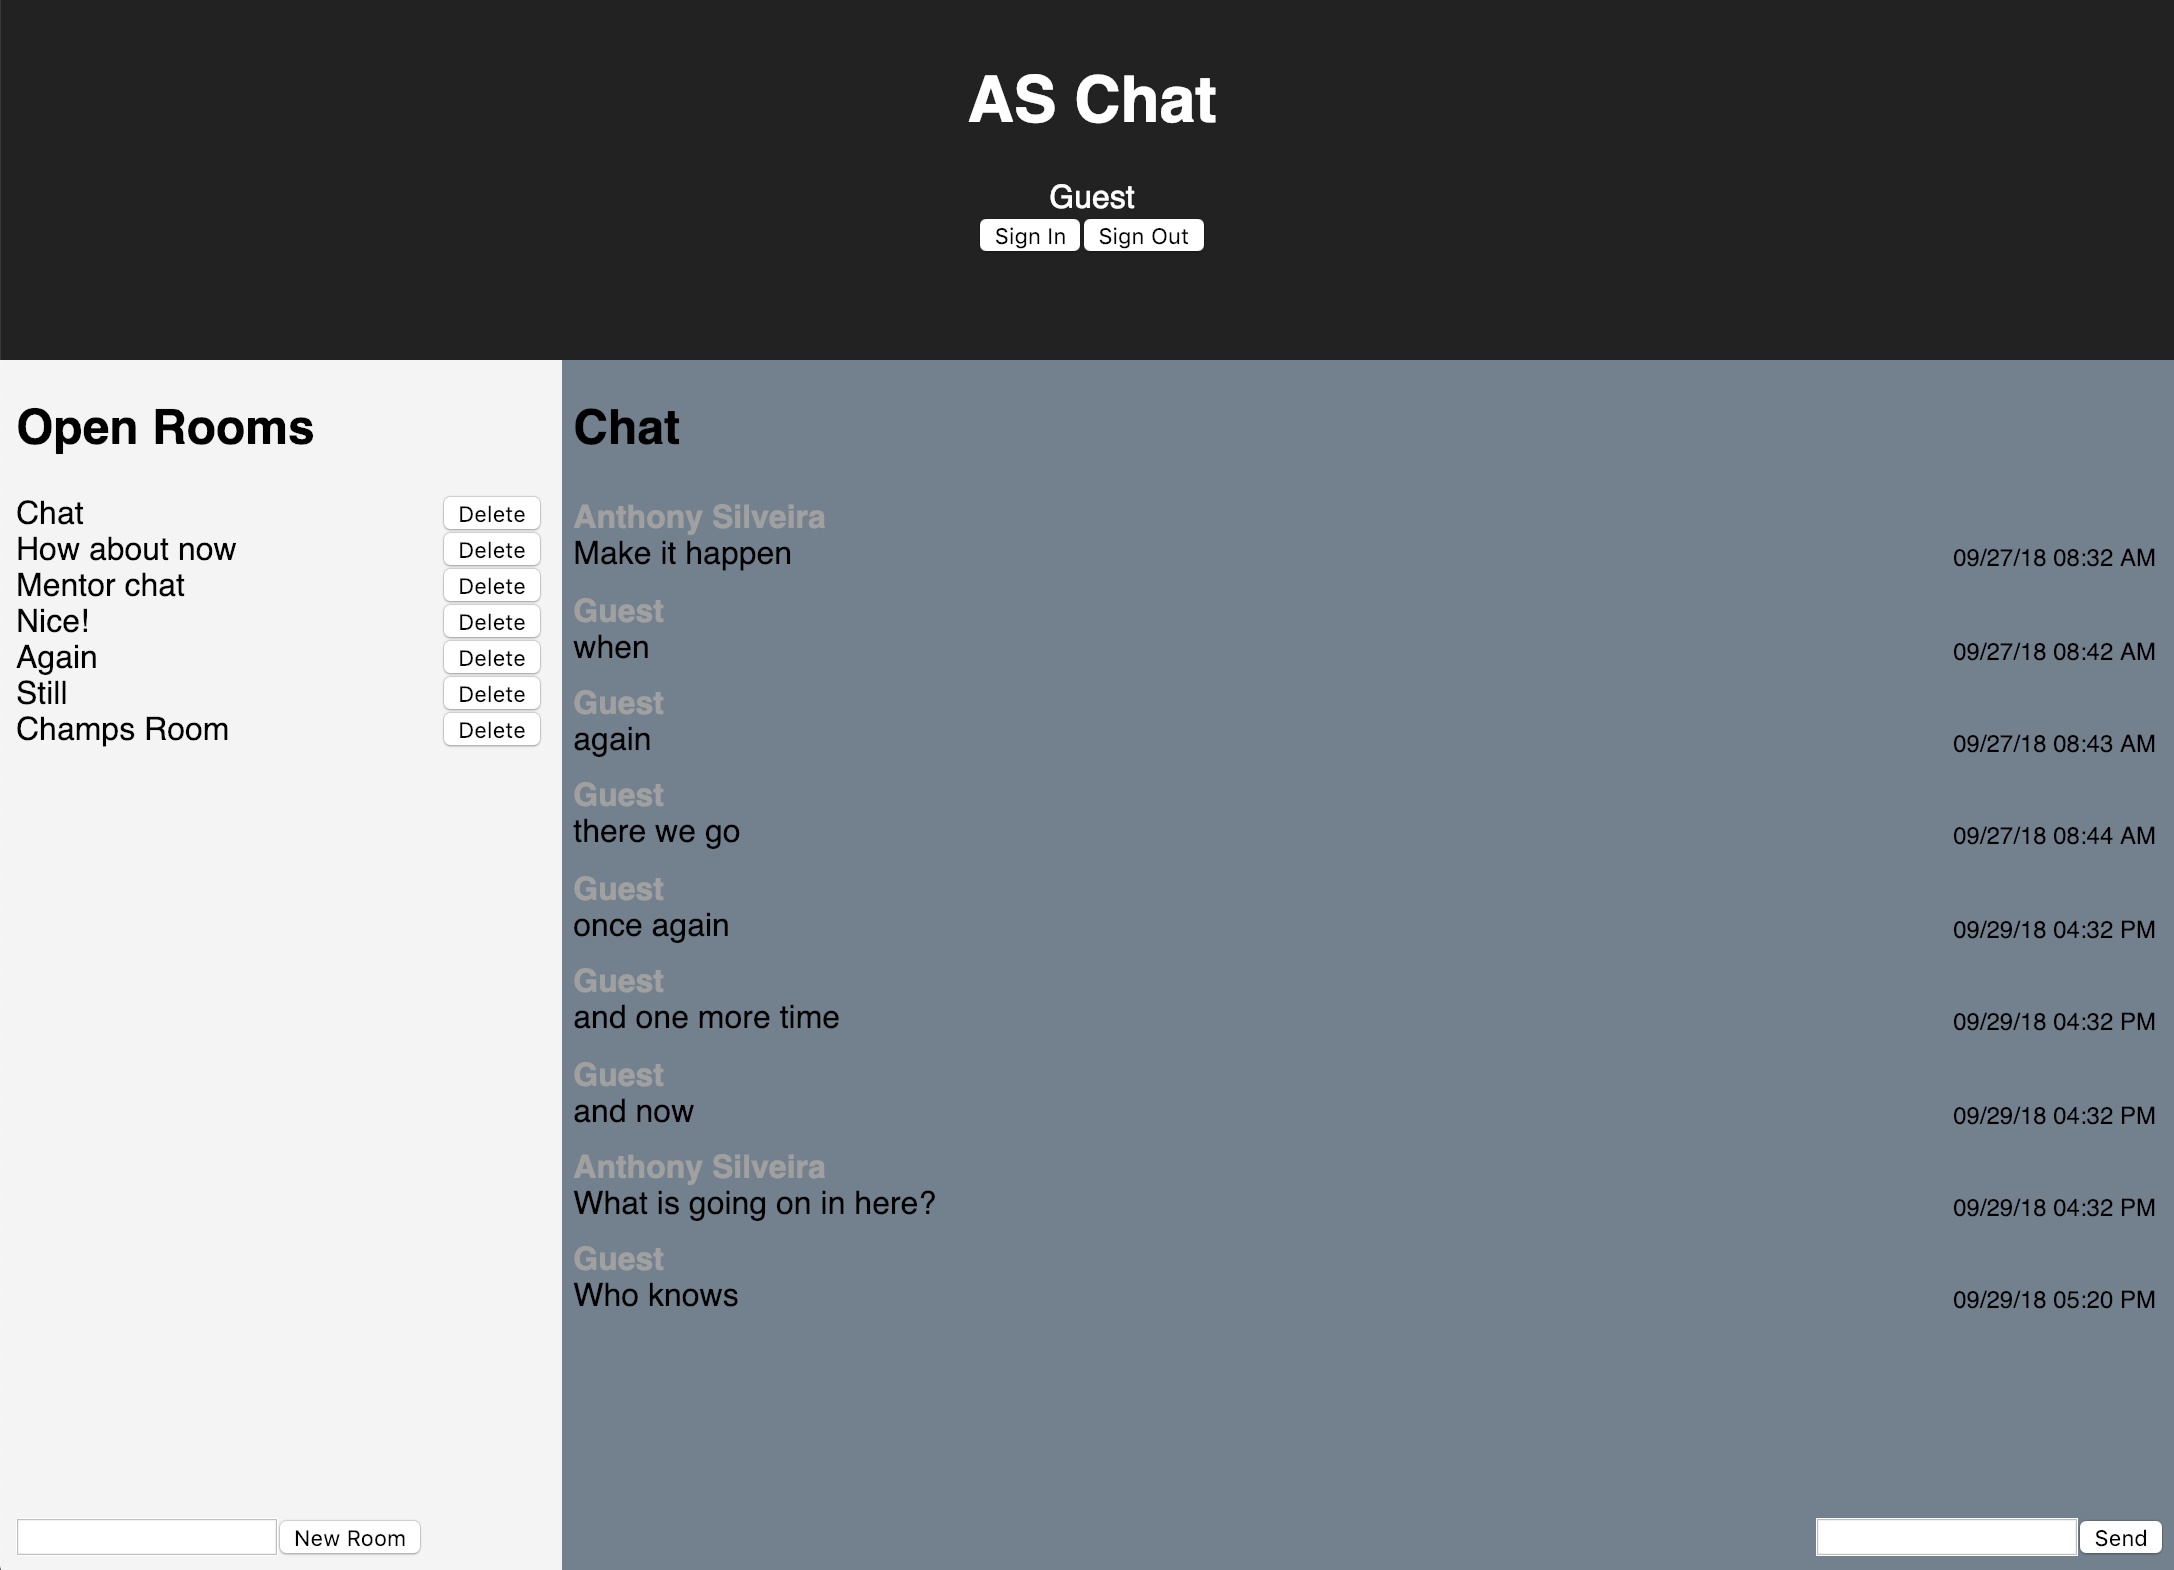 AS Chat
Guest
Sign In Sign Out
Open Rooms
Chat Delete
How about now Delete
Mentor chat Delete
Nice! Delete
Again Delete
Still Delete
Champs Room Delete
New Room
Chat
Anthony Silveira
Make it happen 09/27/18 08:32 AM
Guest
when 09/27/18 08:42 AM
Guest
again 09/27/18 08:43 AM
Guest
there we go 09/27/18 08:44 AM
Guest
once again 09/29/18 04:32 PM
Guest
and one more time 09/29/18 04:32 PM
Guest
and now 09/29/18 04:32 PM
Anthony Silveira
What is going on in here? 09/29/18 04:32 PM
Guest
Who knows 09/29/18 05:20 PM
Send